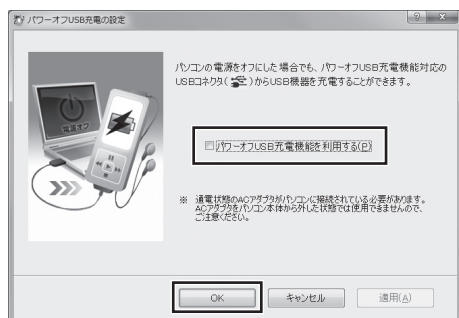 パワーオフUSB充電の設定
パソコンの電源をオフにした場合でも、パワーオフUSB充電機能対応の
USBコネクタ( )からUSB機器を充電することができます。
電源オフ
パワーオフUSB充電機能を利用する(P)
※ 通電状態のACアダプタがパソコンに接続されている必要があります。
ACアダプタをパソコン本体から外した状態では使用できませんので、
ご注意ください。
OK キャンセル 適用(A)